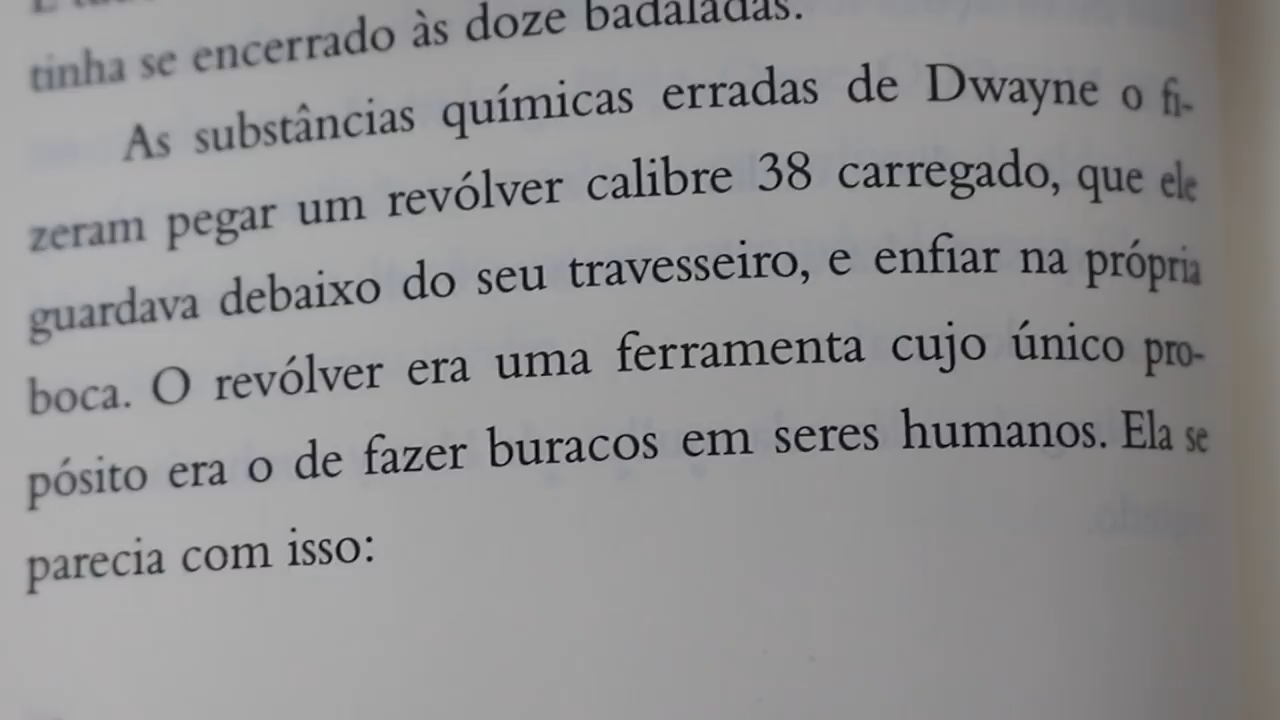 tinha se encerrado às doze badaladas.
As substâncias químicas erradas de Dwayne o fi-
zeram pegar um revólver calibre 38 carregado, que ele
guardava debaixo do seu travesseiro, e enfiar na própria
boca. O revólver era uma ferramenta cujo único pro-
pósito era o de fazer buracos em seres humanos. Ela se
parecia com isso: